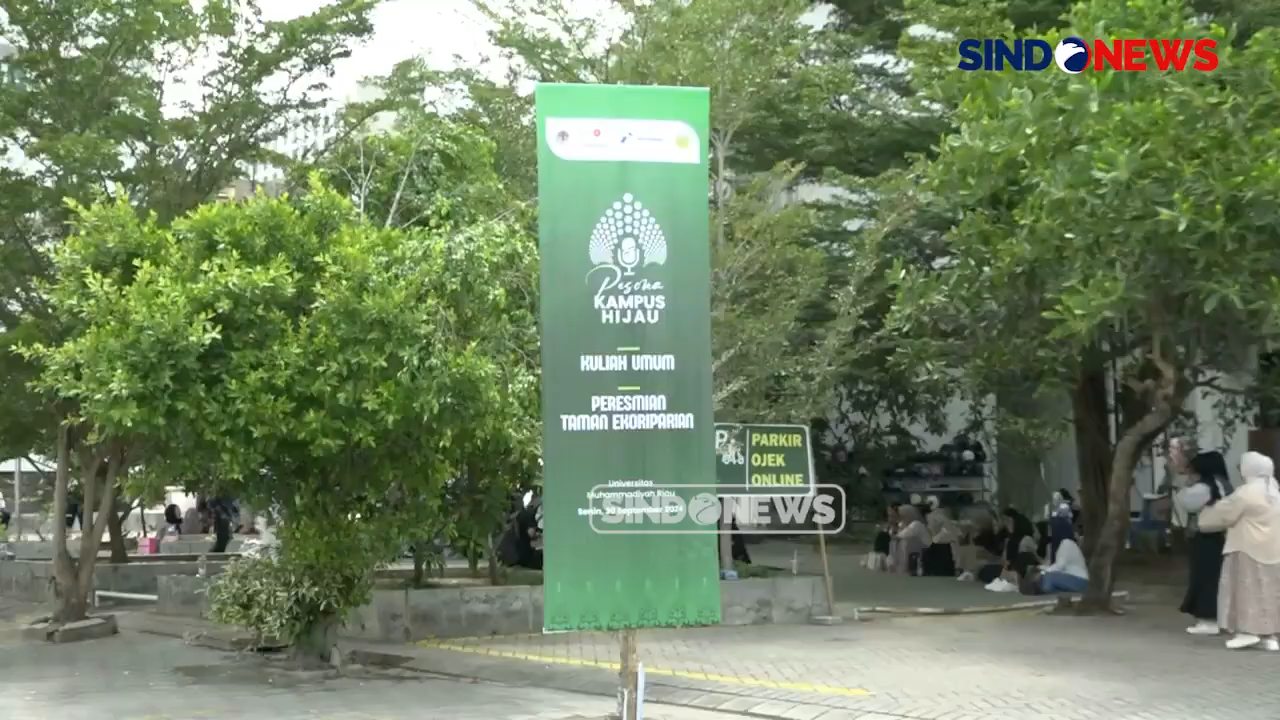 SINDONEWS
Pesona
KAMPUS
HIJAU
KULIAH UMUM
PERESMIAN
TAMAN EKORIPARIAN
PARKIR
OJEK
ONLINE
Universitas
Muhammadiyah Riau
Senin, 30 September 2024
SINDONEWS